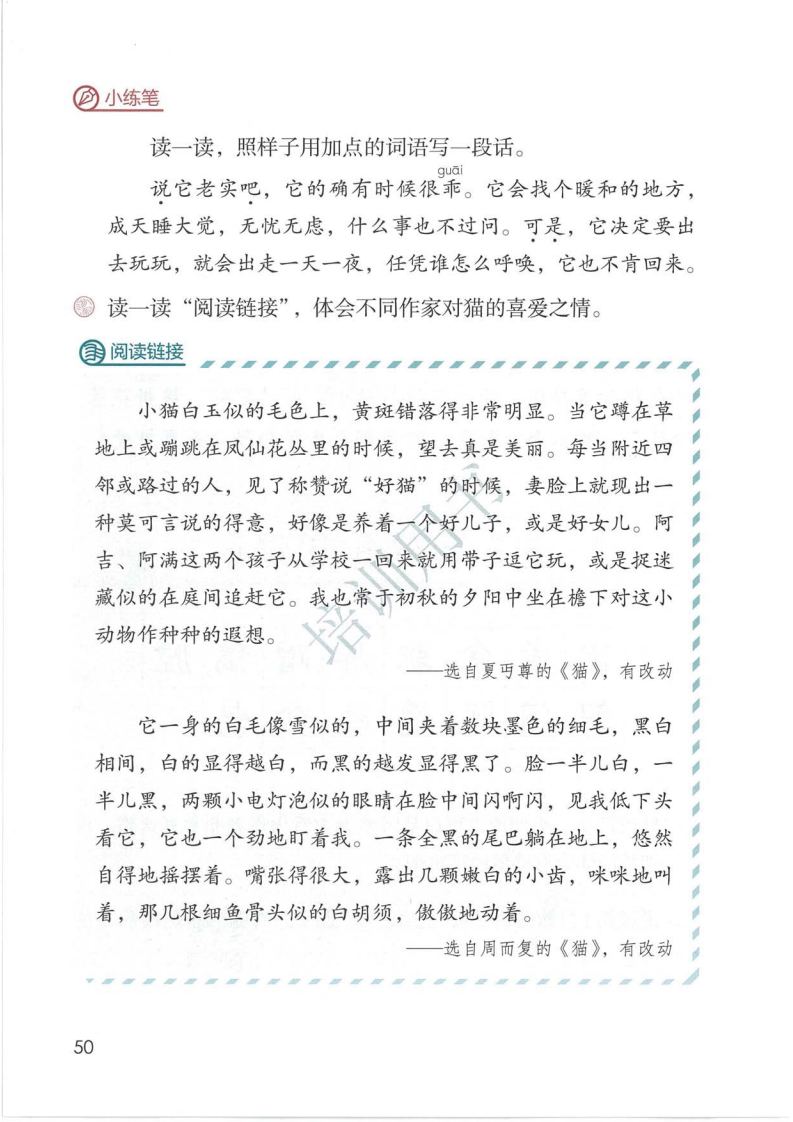 小练笔
读一读，照样子用加点的词语写一段话。
guāi
说它老实吧，它的确有时候很乖。它会找个暖和的地方，
成天睡大觉，无忧无虑，什么事也不过问。可是，它决定要出
去玩玩，就会出走一天一夜，任凭谁怎么呼唤，它也不肯回来。
读一读“阅读链接”，体会不同作家对猫的喜爱之情。
阅读链接
小猫白玉似的毛色上，黄斑错落得非常明显。当它蹲在草
地上或蹦跳在凤仙花丛里的时候，望去真是美丽。每当附近四
邻或路过的人，见了称赞说“好猫”的时候，妻脸上就现出一
种莫可言说的得意，好像是养着一个好儿子，或是好女儿。阿
吉、阿满这两个孩子从学校一回来就用带子逗它玩，或是捉迷
藏似的在庭间追赶它。我也常于初秋的夕阳中坐在檐下对这小
动物作种种的遐想。
——选自夏丏尊的《猫》，有改动
它一身的白毛像雪似的，中间夹着数块墨色的细毛，黑白
相间，白的显得越白，而黑的越发显得黑了。脸一半儿白，一
半儿黑，两颗小电灯泡似的眼睛在脸中间闪啊闪，见我低下头
看它，它也一个劲地盯着我。一条全黑的尾巴躺在地上，悠然
自得地摇摆着。嘴张得很大，露出几颗嫩白的小齿，咪咪地叫
着，那几根细鱼骨头似的白胡须，傲傲地动着。
——选自周而复的《猫》，有改动
培训用书
50